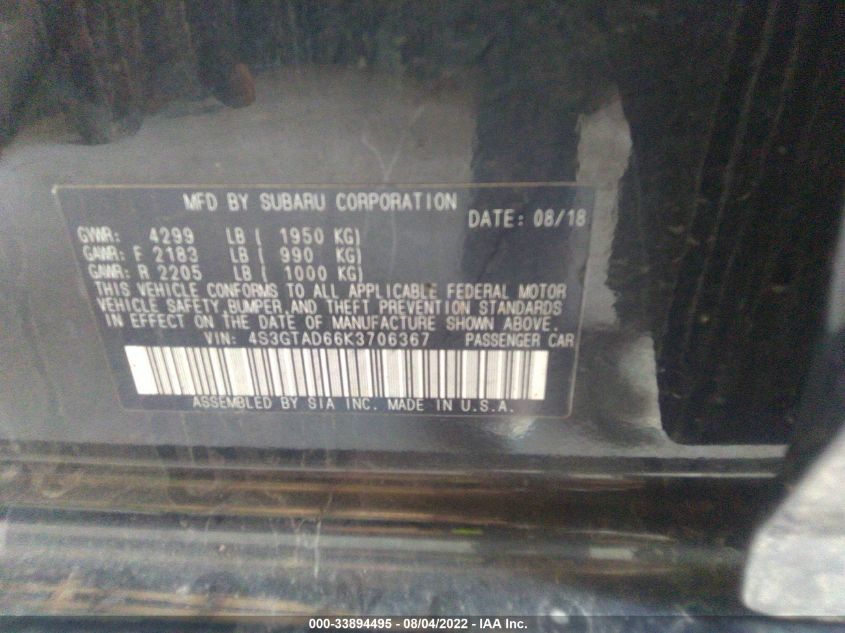 MFD BY SUBARU CORPORATION
DATE: 08/18
GVWR: 4299 LB ( 1950 KG)
GAWR: F 2183 LB ( 990 KG)
GAWR: R 2205 LB ( 1000 KG)
THIS VEHICLE CONFORMS TO ALL APPLICABLE FEDERAL MOTOR
VEHICLE SAFETY, BUMPER, AND THEFT PREVENTION STANDARDS
IN EFFECT ON THE DATE OF MANUFACTURE SHOWN ABOVE.
VIN: 4S3GTAD66K3706367 PASSENGER CAR
ASSEMBLED BY SIA INC. MADE IN U.S.A.
000-33894495 - 08/04/2022 - IAA Inc.